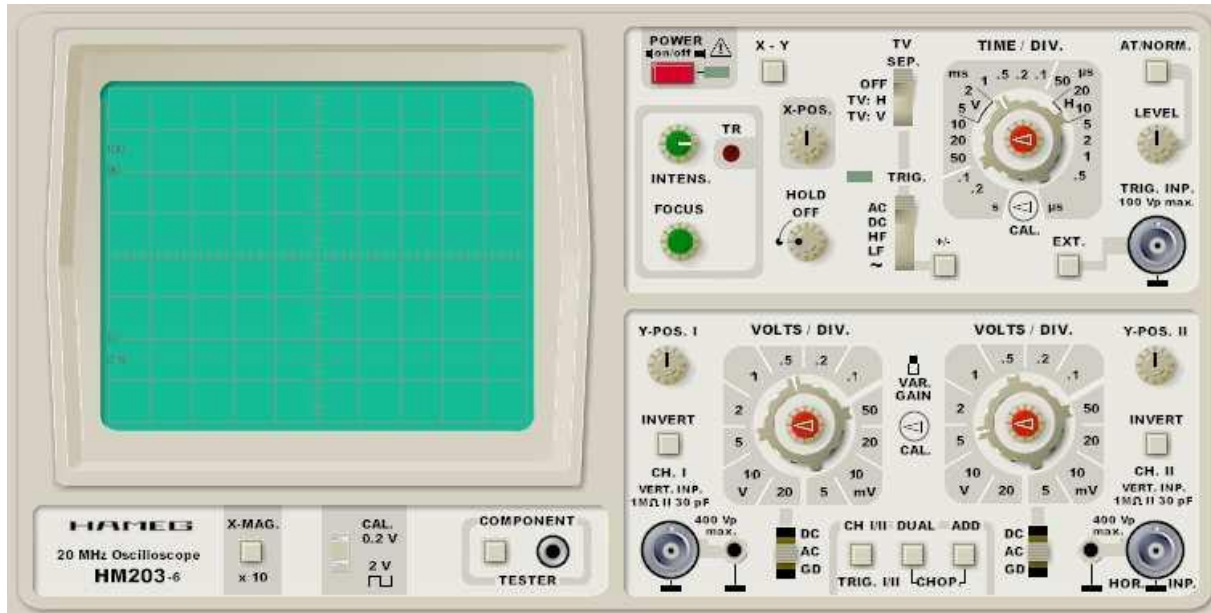 POWER
on/off
X - Y
TV
SEP.
OFF
TV: H
TV: V
TIME / DIV.
AT/NORM.
ms
1
.5
.2
.1
50
µs
2
20
5
V
H
10
10
5
20
2
50
1
.1
.5
.2
s
µs
CAL.
X-POS.
TR
INTENS.
LEVEL
TRIG.
HOLD
OFF
FOCUS
AC
DC
HF
LF
~
+/-
EXT.
TRIG. INP.
100 Vp max.
Y-POS. I
VOLTS / DIV.
VOLTS / DIV.
Y-POS. II
.5
.2
1
.1
2
50
5
20
10
10
V
20
5
mV
VAR.
GAIN
CAL.
.5
.2
1
.1
2
50
5
20
10
10
V
20
5
mV
INVERT
INVERT
CH. I
CH. II
VERT. INP.
1MΩ II 30 pF
VERT. INP.
1MΩ II 30 pF
400 Vp
max.
DC
AC
GD
CH I/II
DUAL
ADD
TRIG. I/II
CHOP.
DC
AC
GD
400 Vp
max.
HOR. INP.
HAMEG
20 MHz Oscilloscope
HM203-6
X-MAG.
x 10
CAL.
0.2 V
2 V
COMPONENT
TESTER